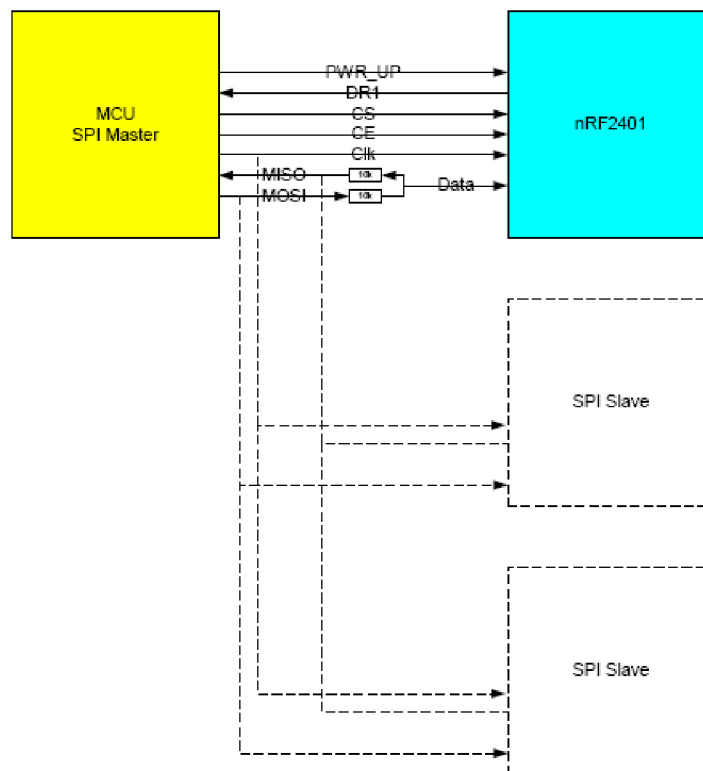 MCU
SPI Master
PWR_UP
DR1
CS
CE
Clk
MISO
10k
MOSI
10k
Data
nRF2401
SPI Slave
SPI Slave